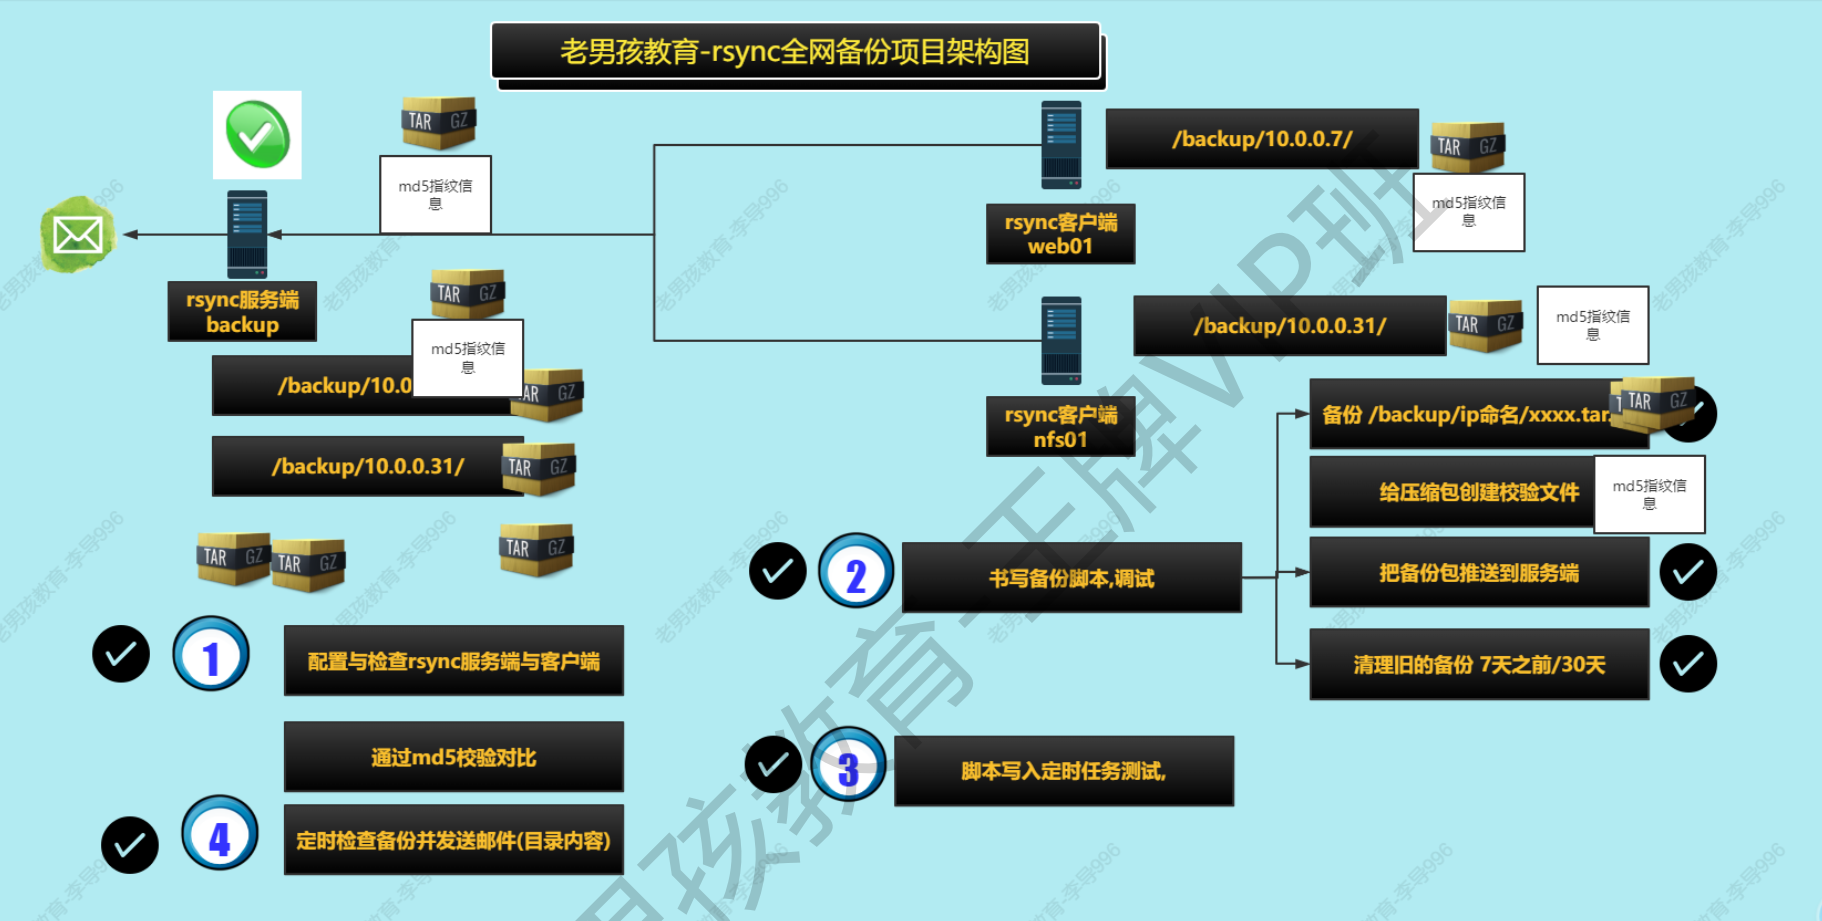 老男孩教育-rsync全网备份项目架构图
TAR GZ
md5指纹信
息
/backup/10.0.0.7/
TAR GZ
md5指纹信
息
rsync客户端
web01
rsync服务端
backup
TAR GZ
md5指纹信
息
/backup/10.0.0.31/
TAR GZ
md5指纹信
息
rsync客户端
nfs01
/backup/10.0
AR GZ
/backup/10.0.0.31/
TAR GZ
TAR GZ
TAR GZ
TAR GZ
备份 /backup/ip命名/xxxx.tar.
TAR GZ
给压缩包创建校验文件
md5指纹信
息
2
书写备份脚本,调试
把备份包推送到服务端
清理旧的备份 7天之前/30天
1
配置与检查rsync服务端与客户端
通过md5校验对比
3
脚本写入定时任务测试,
4
定时检查备份并发送邮件(目录内容)
老男孩教育-王牌VIP班
老男孩教育-李导996